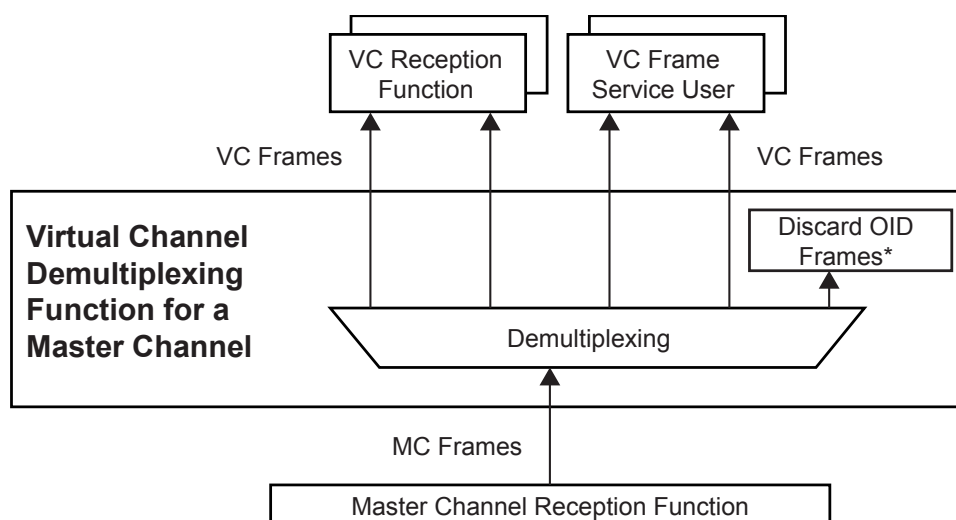 VC Reception
Function
VC Frame
Service User
VC Frames
VC Frames
Virtual Channel
Demultiplexing
Function for a
Master Channel
Discard OID
Frames*
Demultiplexing
MC Frames
Master Channel Reception Function